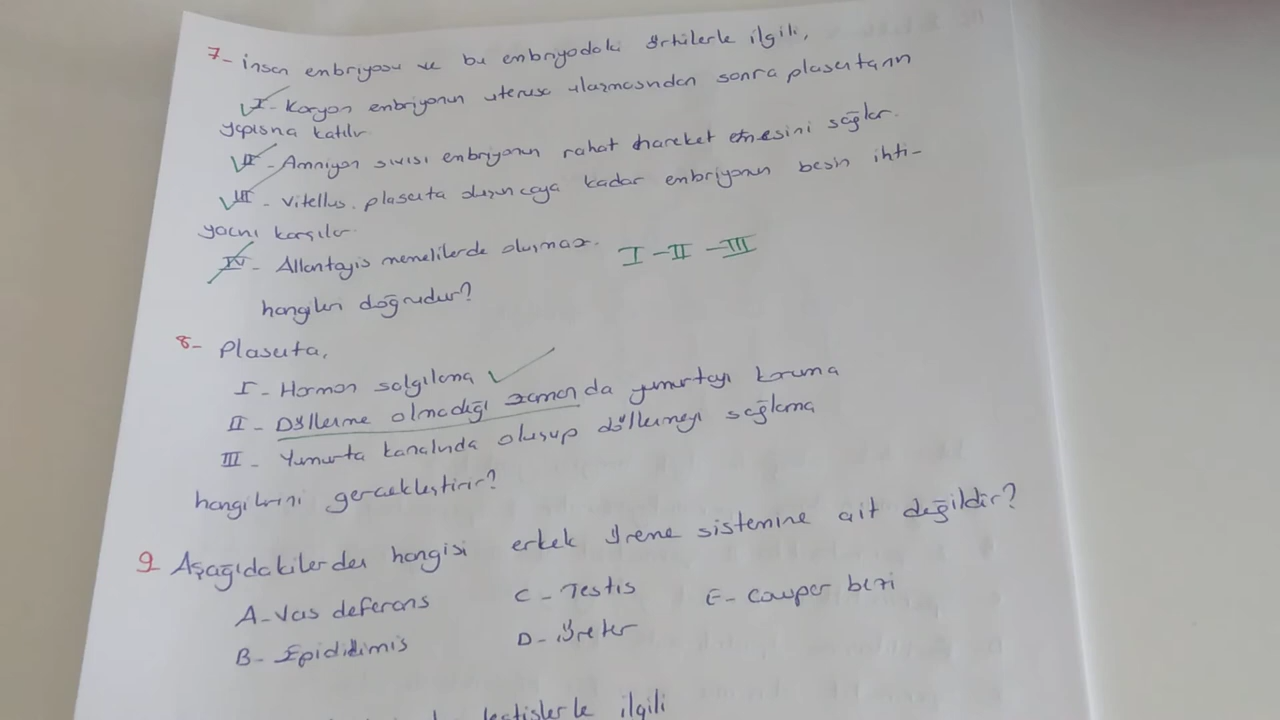 7- İnsan embriyosu ve bu embriyodaki örtülerle ilgili,
I- Koryon embriyonun uterusa ulaşmasından sonra plasentanın
yapısına katılır
II- Amniyon sıvısı embriyonun rahat hareket etmesini sağlar.
III- Vitellus, plasenta oluşuncaya kadar embriyonun besin ihti-
yacını karşılar
IV- Allantoyis memelilerde oluşmaz. I-II-III
hangileri doğrudur?
8- Plasenta,
I- Hormon salgılama
II- Döllenme olmadığı zaman da yumurtayı koruma
III- Yumurta kanalında oluşup döllenmeyi sağlama
hangilerini gerçekleştirir?
9 Aşağıdakilerden hangisi erkek üreme sistemine ait değildir?
A- Vas deferans C- Testis E- Cowper bezi
B- Epididimis D- Üreter
ilgili